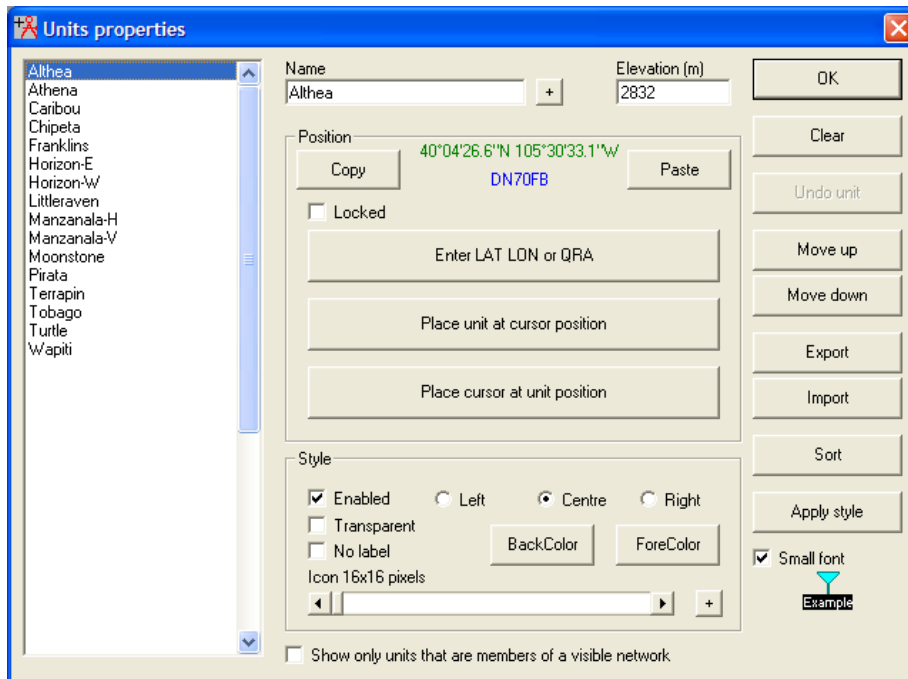 Units properties
Althea
Athena
Caribou
Chipeta
Franklins
Horizon-E
Horizon-W
Littleraven
Manzanala-H
Manzanala-V
Moonstone
Pirata
Terrapin
Tobago
Turtle
Wapiti
Name
Elevation (m)
Althea
+
2832
Position
Copy
40°04'26.6''N 105°30'33.1''W
DN70FB
Paste
Locked
Enter LAT LON or QRA
Place unit at cursor position
Place cursor at unit position
Style
Enabled
Left
Centre
Right
Transparent
No label
BackColor
ForeColor
Icon 16x16 pixels
+
Show only units that are members of a visible network
OK
Clear
Undo unit
Move up
Move down
Export
Import
Sort
Apply style
Small font
Example